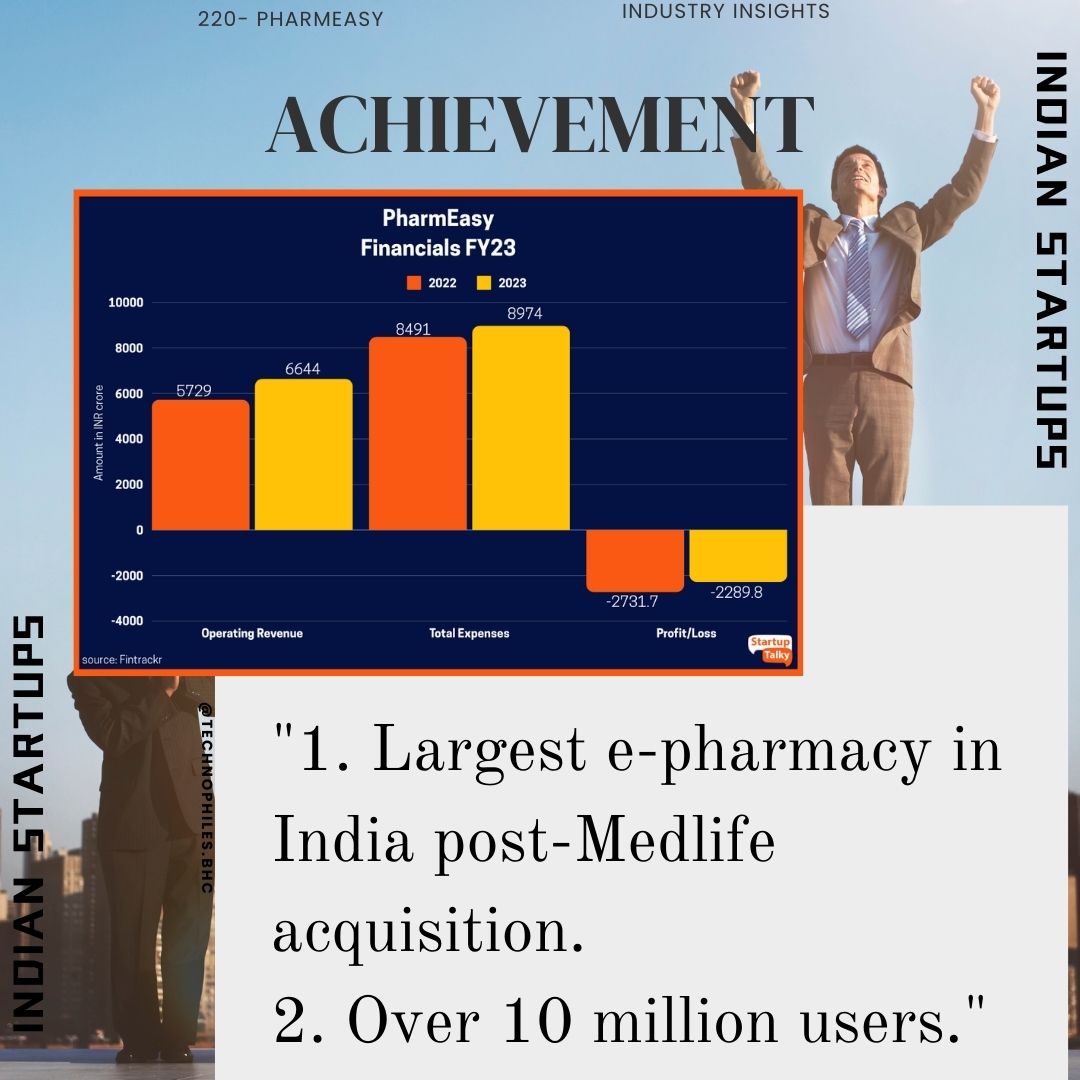 220- PHARMEASY
INDUSTRY INSIGHTS
ACHIEVEMENT
INDIAN STARTUPS
PharmEasy
Financials FY23
2022
2023
10000
8000
6000
4000
2000
0
-2000
-4000
Amount in INR crore
5729
6644
8491
8974
-2731.7
-2289.8
Operating Revenue
Total Expenses
Profit/Loss
source: Fintrackr
Startup
Talky
INDIAN STARTUPS
@TECHNOPHILES.BHC
"1. Largest e-pharmacy in
India post-Medlife
acquisition.
2. Over 10 million users."